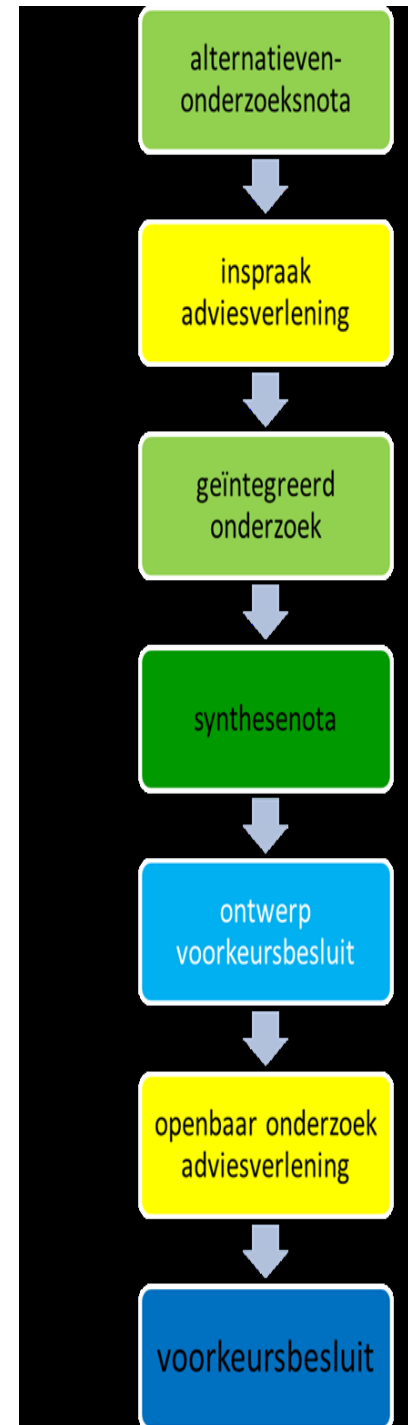 alternatieven-
onderzoeksnota
inspraak
adviesverlening
geïntegreerd
onderzoek
synthesenota
ontwerp
voorkeursbesluit
openbaar onderzoek
adviesverlening
voorkeursbesluit